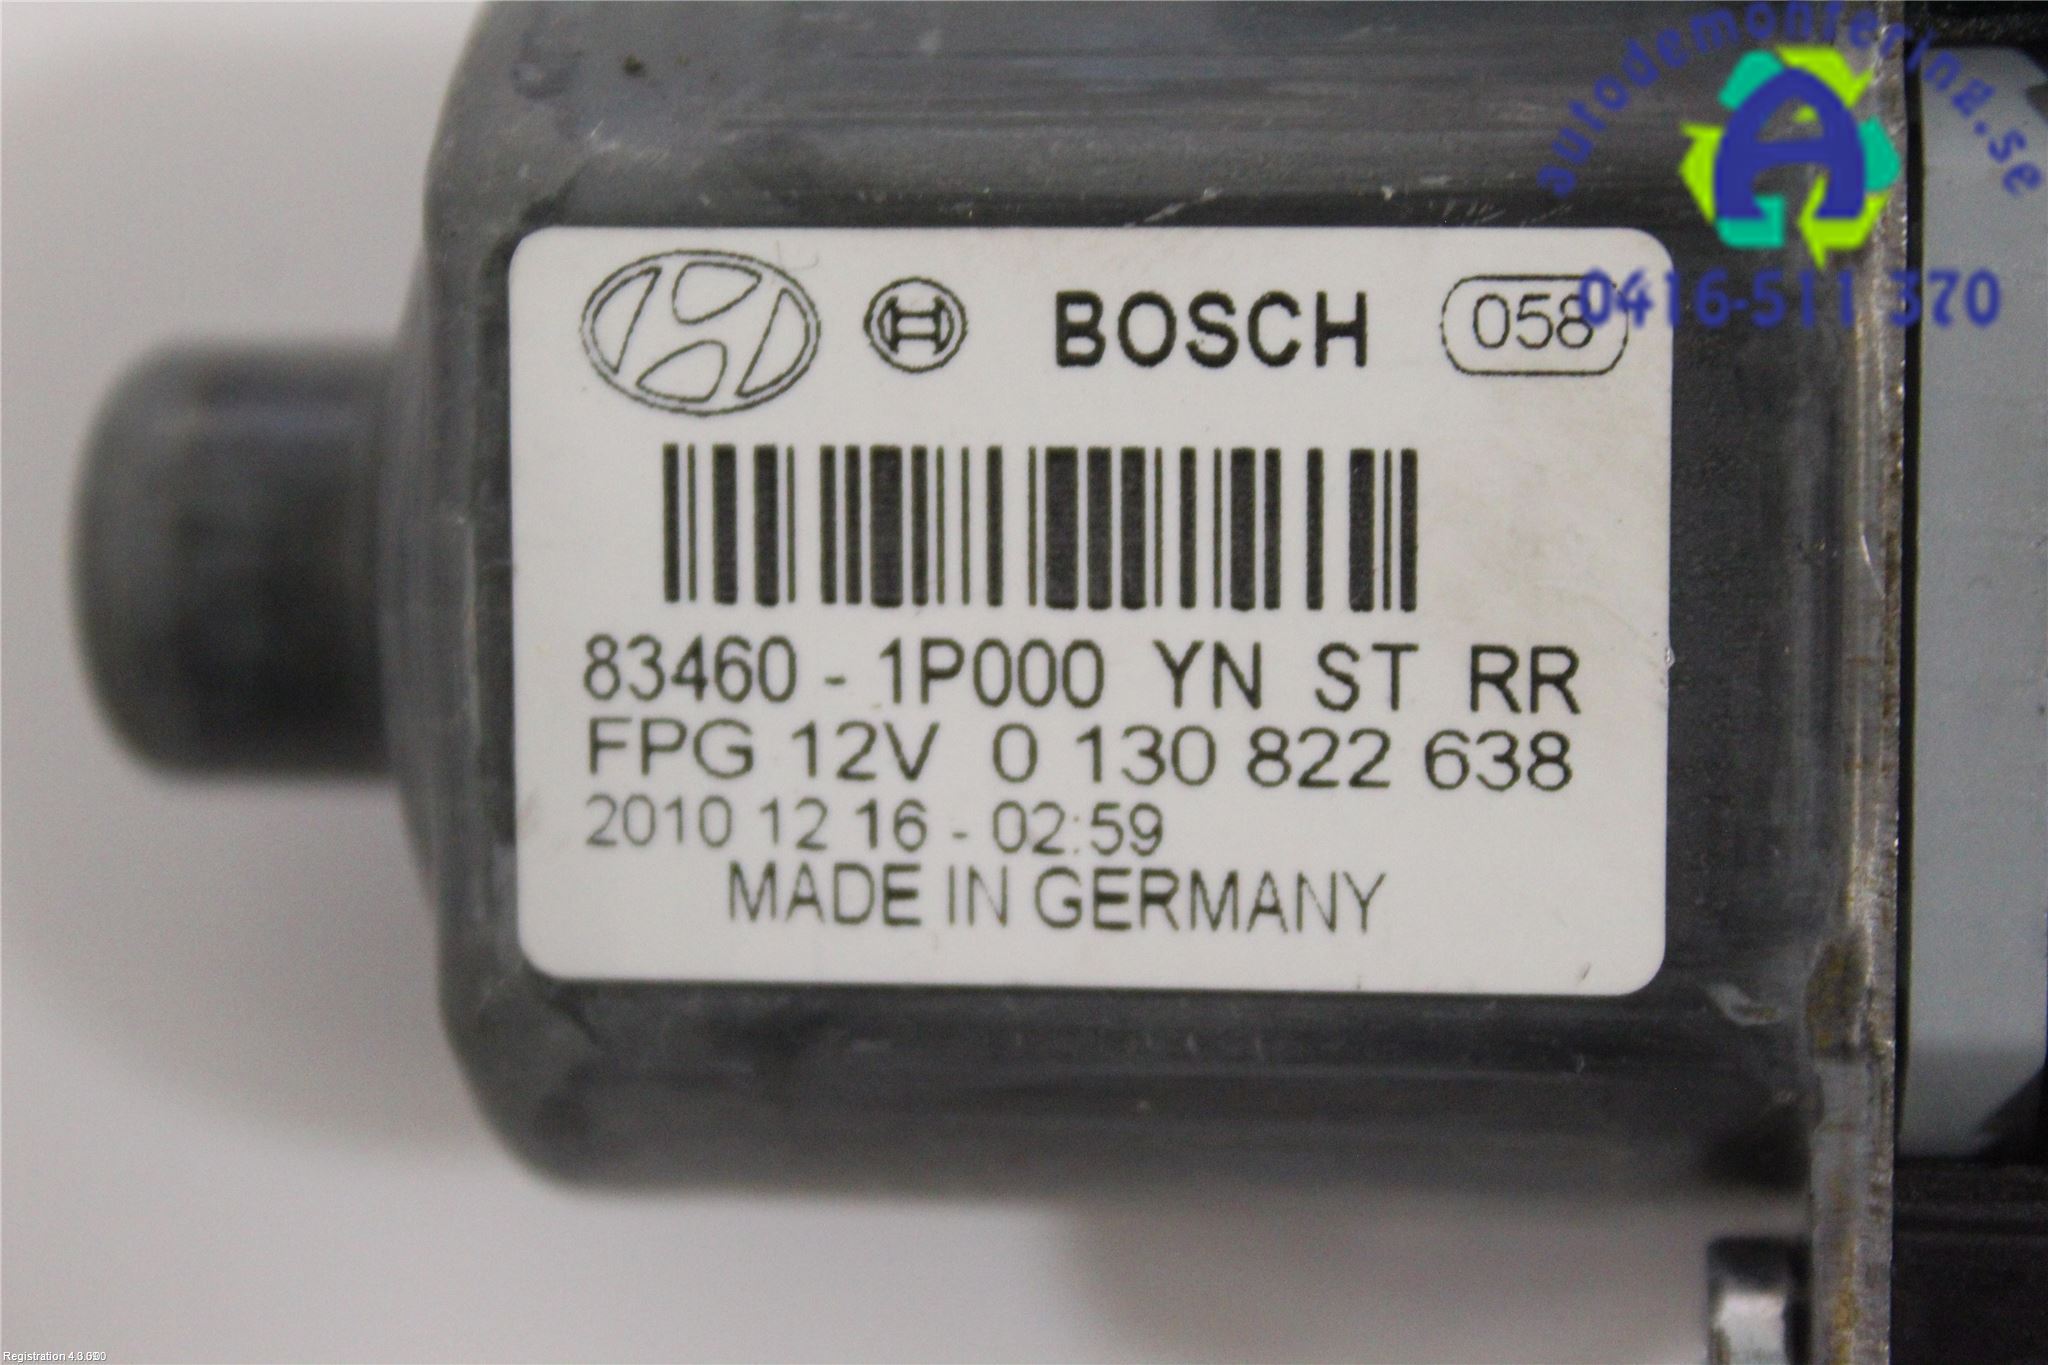 autodemontering.se
0416-511 370
BOSCH 058
83460 - 1P000 YN ST RR
FPG 12V 0 130 822 638
2010 12 16 - 02:59
MADE IN GERMANY